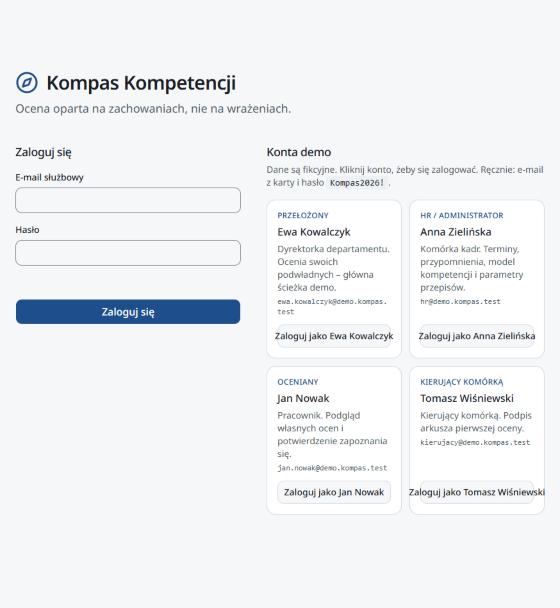 Kompas Kompetencji
Ocena oparta na zachowaniach, nie na wrażeniach.
Zaloguj się
E-mail służbowy
Hasło
Zaloguj się
Konta demo
Dane są fikcyjne. Kliknij konto, żeby się zalogować. Ręcznie: e-mail
z karty i hasło Kompas2026! .
PRZEŁOŻONY
Ewa Kowalczyk
Dyrektorka departamentu.
Ocenia swoich
podwładnych – główna
ścieżka demo.
ewa.kowalczyk@demo.kompas.
test
Zaloguj jako Ewa Kowalczyk
HR / ADMINISTRATOR
Anna Zielińska
Komórka kadr. Terminy,
przypomnienia, model
kompetencji i parametry
przepisów.
hr@demo.kompas.test
Zaloguj jako Anna Zielińska
OCENIANY
Jan Nowak
Pracownik. Podgląd
własnych ocen i
potwierdzenie zapoznania
się.
jan.nowak@demo.kompas.test
Zaloguj jako Jan Nowak
KIERUJĄCY KOMÓRKĄ
Tomasz Wiśniewski
Kierujący komórką. Podpis
arkusza pierwszej oceny.
kierujacy@demo.kompas.test
Zaloguj jako Tomasz Wiśniewski